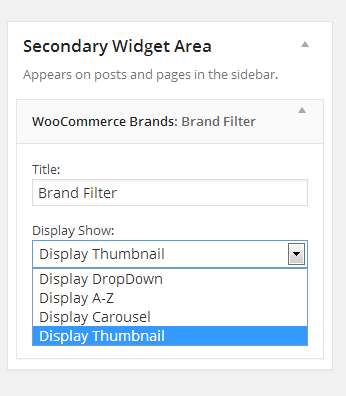 Secondary Widget Area
Appears on posts and pages in the sidebar.
WooCommerce Brands: Brand Filter
Title:
Brand Filter
Display Show:
Display Thumbnail
Display DropDown
Display A-Z
Display Carousel
Display Thumbnail